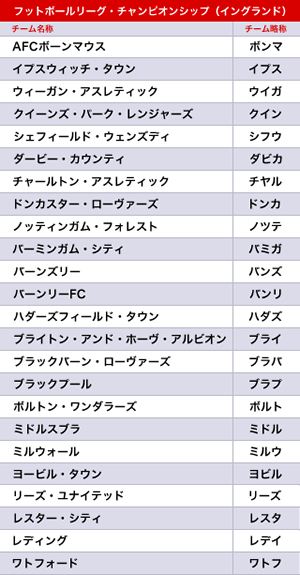 フットボールリーグ・チャンピオンシップ（イングランド）
チーム名称 チーム略称
AFCボーンマウス ボンマ
イプスウィッチ・タウン イプス
ウィーガン・アスレティック ウイガ
クイーンズ・パーク・レンジャーズ クイン
シェフィールド・ウェンズディ シフウ
ダービー・カウンティ ダビカ
チャールトン・アスレティック チヤル
ドンカスター・ローヴァーズ ドンカ
ノッティンガム・フォレスト ノツテ
バーミンガム・シティ バミガ
バーンズリー バンズ
バーンリーFC バンリ
ハダーズフィールド・タウン ハダズ
ブライトン・アンド・ホーヴ・アルビオン ブライ
ブラックバーン・ローヴァーズ ブラバ
ブラックプール ブラプ
ボルトン・ワンダラーズ ボルト
ミドルスブラ ミドル
ミルウォール ミルウ
ヨービル・タウン ヨビル
リーズ・ユナイテッド リーズ
レスター・シティ レスタ
レディング レデイ
ワトフォード ワトフ